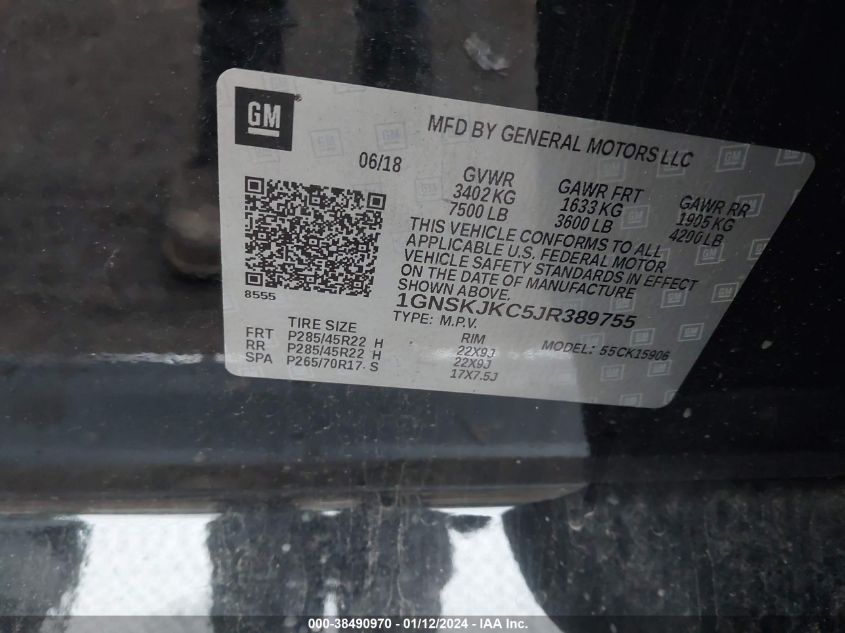 GM®
MFD BY GENERAL MOTORS LLC
06/18
GVWR
3402 KG
7500 LB
GAWR FRT
1633 KG
3600 LB
GAWR RR
1905 KG
4200 LB
THIS VEHICLE CONFORMS TO ALL
APPLICABLE U.S. FEDERAL MOTOR
VEHICLE SAFETY STANDARDS IN EFFECT
ON THE DATE OF MANUFACTURE
SHOWN ABOVE.
8555
1GNSKJKC5JR389755
TYPE: M.P.V.
MODEL: 55CK15906
TIRE SIZE RIM
FRT P285/45R22 H 22X9J
RR P285/45R22 H 22X9J
SPA P265/70R17 S 17X7.5J
000-38490970 - 01/12/2024 - IAA Inc.